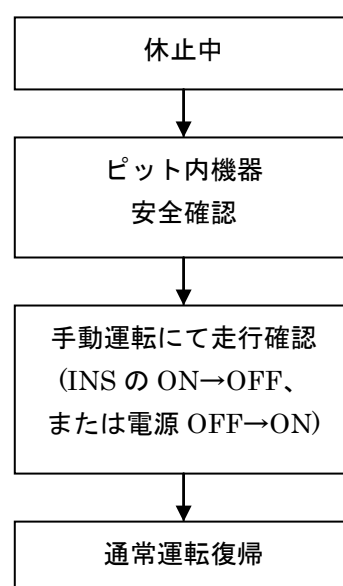 休止中
ピット内機器
安全確認
手動運転にて走行確認
(INS の ON→OFF、
または電源 OFF→ON)
通常運転復帰